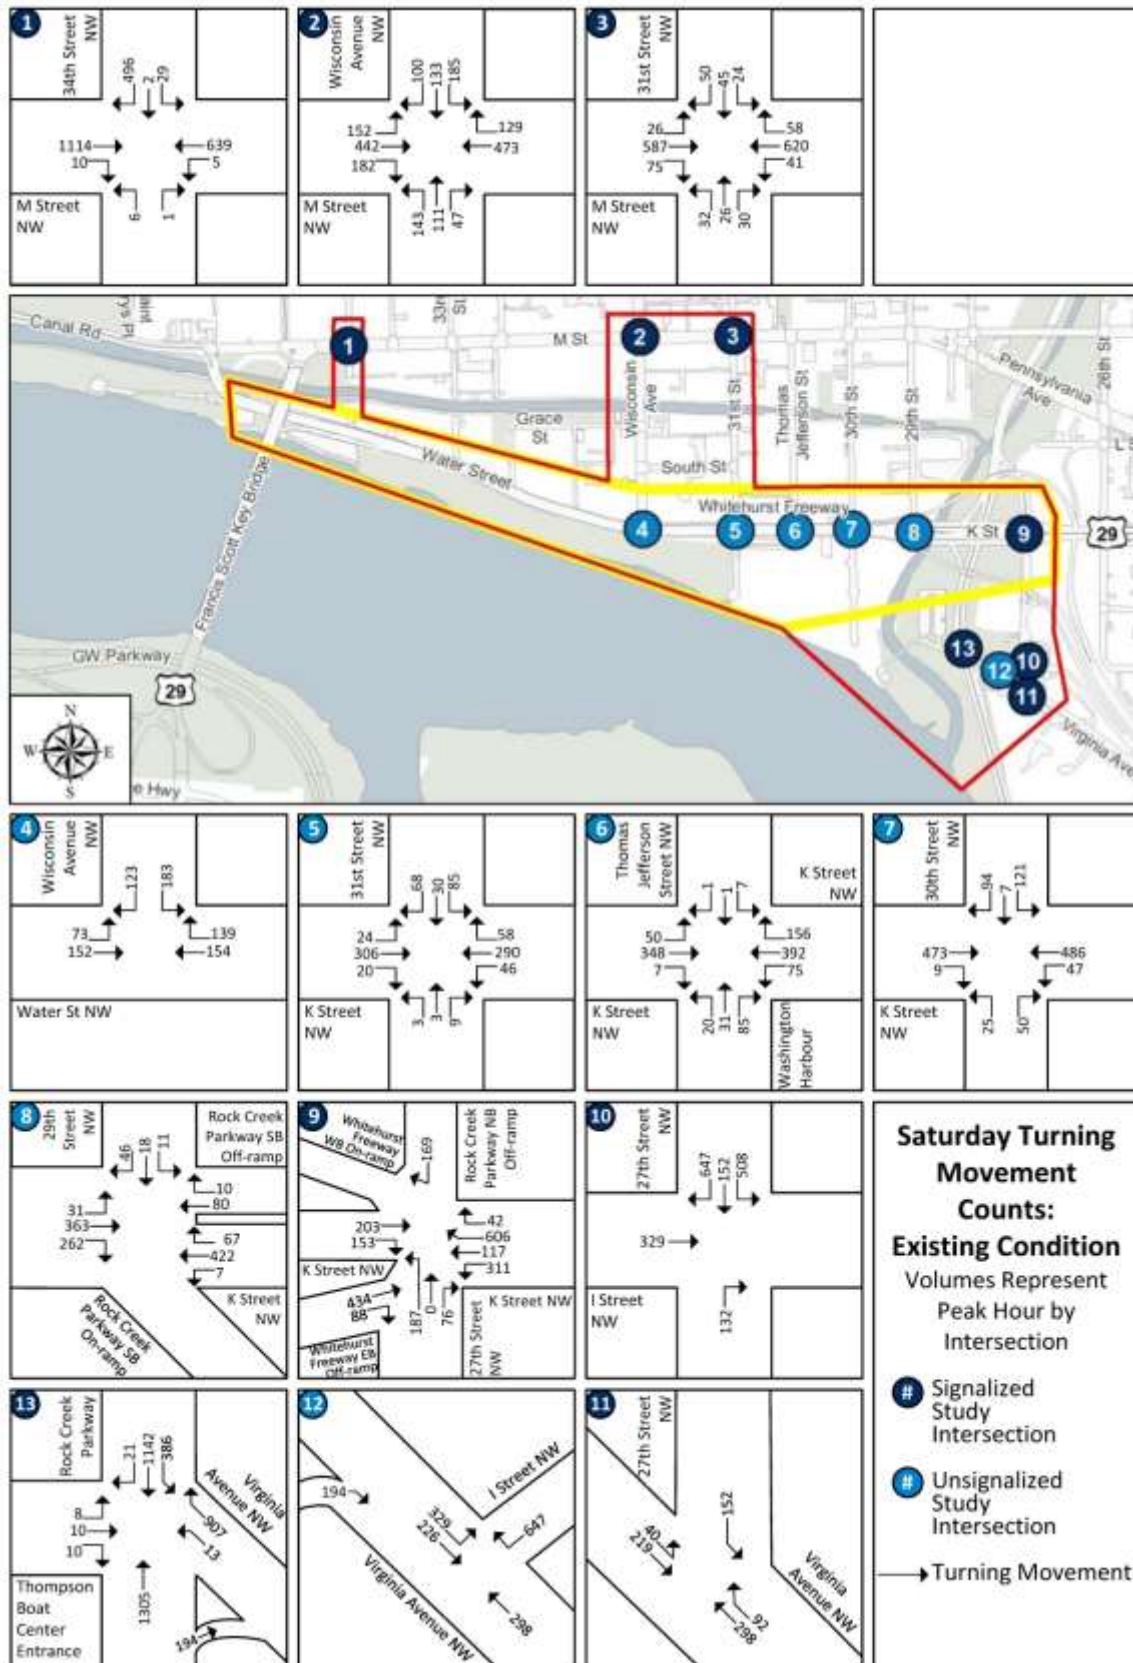 1
34th Street
NW
496
2
29
1114
10
639
5
6
1
M Street
NW
2
Wisconsin
Avenue
NW
100
133
185
152
442
182
129
473
143
111
47
M Street
NW
3
31st Street
NW
50
45
24
26
587
75
58
620
41
32
26
30
M Street
NW
Canal Rd
33rd
St
M St
1
2
3
Wisconsin
Ave
31st St
Thomas
Jefferson St
30th St
29th St
Pennsylvania
Ave
26th St
Grace
St
South St
Water Street
Whitehurst Freeway
4
5
6
7
8
K St
9
29
Francis Scott Key Bridge
GW Parkway
29
13
12
10
11
Virginia Ave
N
W
E
S
e Hwy
4
Wisconsin
Avenue
NW
123
183
73
152
139
154
Water St NW
5
31st Street
NW
68
30
85
24
306
20
58
290
46
3
3
9
K Street
NW
6
Thomas
Jefferson
Street NW
K Street
NW
1
1
7
50
348
7
156
392
75
20
31
85
K Street
NW
Washington
Harbour
7
30th Street
NW
94
7
121
473
9
486
47
25
50
K Street
NW
8
29th
Street
NW
Rock Creek
Parkway SB
Off-ramp
46
18
11
31
363
262
10
80
67
422
7
Rock Creek
Parkway SB
On-ramp
K Street
NW
9
Whitehurst
Freeway
WB On-ramp
169
Rock Creek
Parkway NB
Off-ramp
203
153
42
606
117
311
K Street NW
434
88
187
0
76
K Street NW
27th Street
NW
Whitehurst
Freeway EB
Off-ramp
10
27th Street
NW
647
152
508
329
132
I Street
NW
Saturday Turning
Movement
Counts:
Existing Condition
Volumes Represent
Peak Hour by
Intersection
# Signalized
Study
Intersection
# Unsignalized
Study
Intersection
Turning Movement
13
Rock Creek
Parkway
21
1142
386
Virginia
Avenue NW
8
10
10
907
13
1305
194
Thompson
Boat
Center
Entrance
12
I Street NW
194
329
226
647
298
Virginia Avenue NW
11
27th Street
NW
152
40
219
92
298
Virginia
Avenue NW